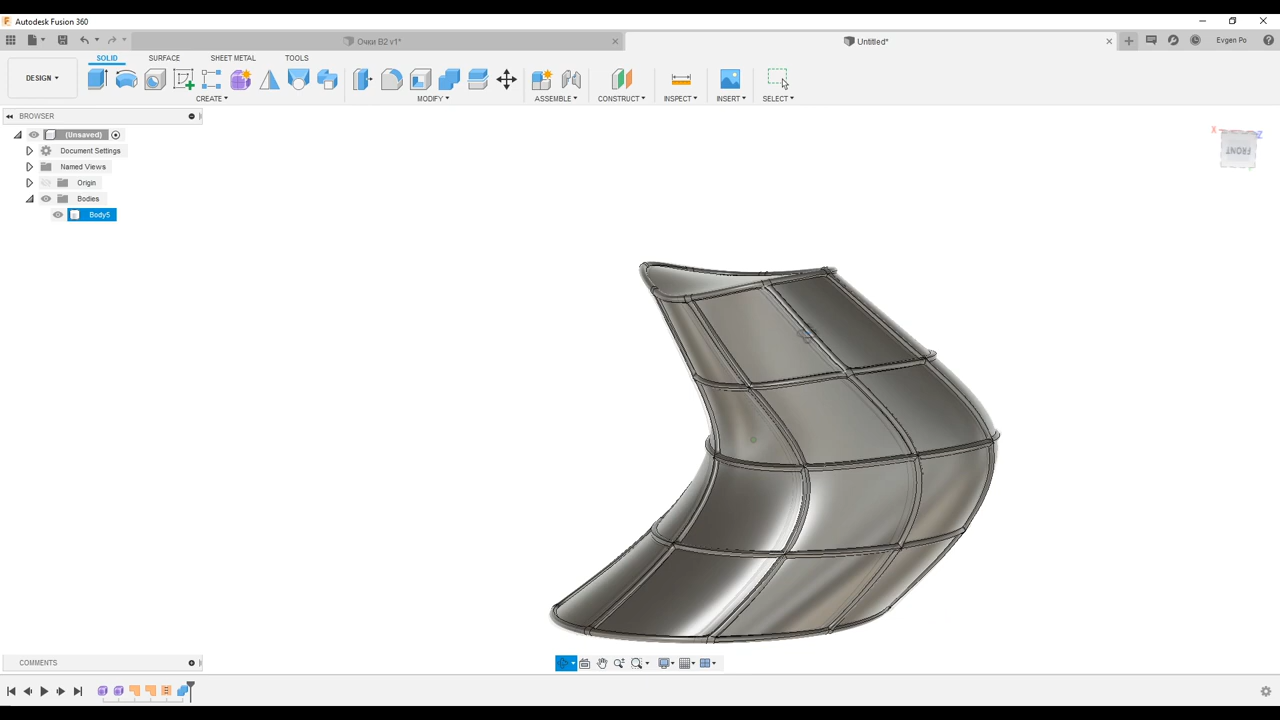 Autodesk Fusion 360
Очки B2 v1*
Untitled*
Evgen Po
DESIGN
SOLID
SURFACE
SHEET METAL
TOOLS
CREATE
MODIFY
ASSEMBLE
CONSTRUCT
INSPECT
INSERT
SELECT
BROWSER
(Unsaved)
Document Settings
Named Views
Origin
Bodies
Body5
X
Z
FRONT
COMMENTS